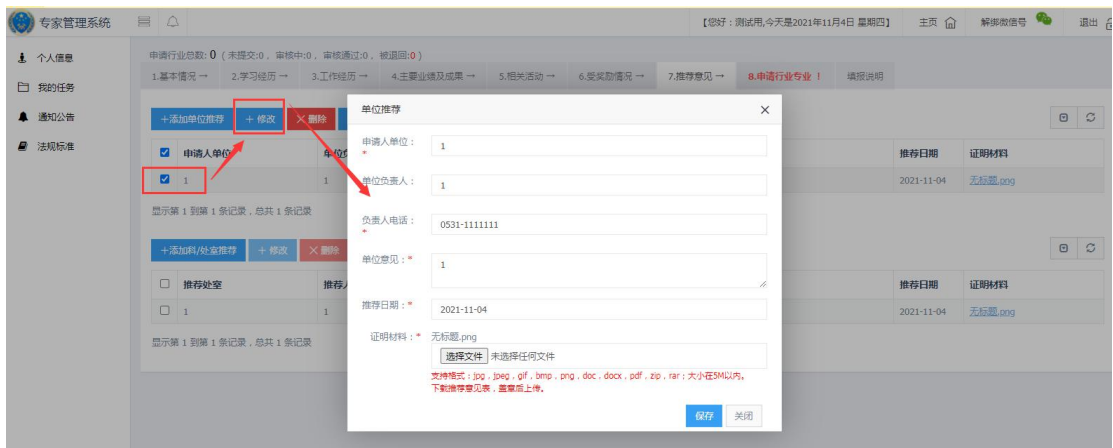 专家管理系统
【您好：测试用,今天是2021年11月4日 星期四】 主页 解绑微信号 退出
个人信息
我的任务
通知公告
法规标准
申请行业总数: 0 ( 未提交:0 , 审核中:0 , 审核通过:0 , 被退回:0 )
1.基本情况→ 2.学习经历→ 3.工作经历→ 4.主要业绩及成果→ 5.相关活动→ 6.受奖励情况→ 7.推荐意见→ 8.申请行业专业 ！ 填报说明
+添加单位推荐 + 修改 × 删除
申请人单位 单位负 推荐日期 证明材料
1 1 2021-11-04 无标题.png
显示第 1 到第 1 条记录，总共 1 条记录
+添加科/处室推荐 + 修改 × 删除
推荐处室 推荐人 推荐日期 证明材料
1 1 2021-11-04 无标题.png
显示第 1 到第 1 条记录，总共 1 条记录
单位推荐 ×
申请人单位： * 1
单位负责人： 1
负责人电话： * 0531-1111111
单位意见：* 1
推荐日期：* 2021-11-04
证明材料：* 无标题.png
选择文件 未选择任何文件
支持格式：jpg , jpeg , gif , bmp , png , doc , docx , pdf , zip , rar；大小在5M以内。
下载推荐意见表，盖章后上传。
保存 关闭